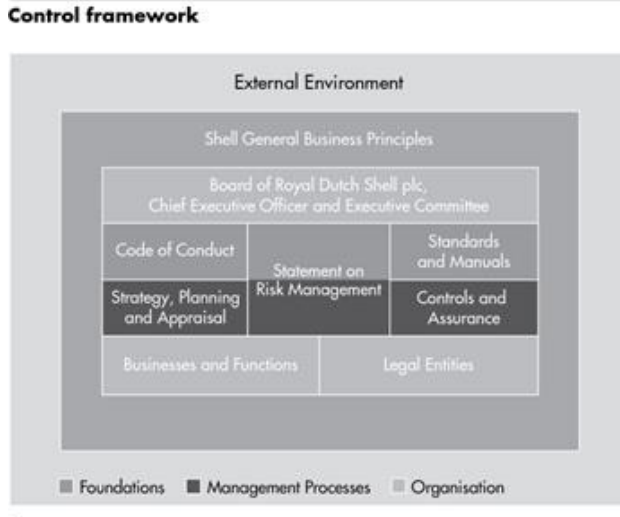 Control framework
External Environment
Shell General Business Principles
Board of Royal Dutch Shell plc,
Chief Executive Officer and Executive Committee
Code of Conduct
Statement on
Risk Management
Standards
and Manuals
Strategy, Planning
and Appraisal
Controls and
Assurance
Businesses and Functions
Legal Entities
Foundations
Management Processes
Organisation